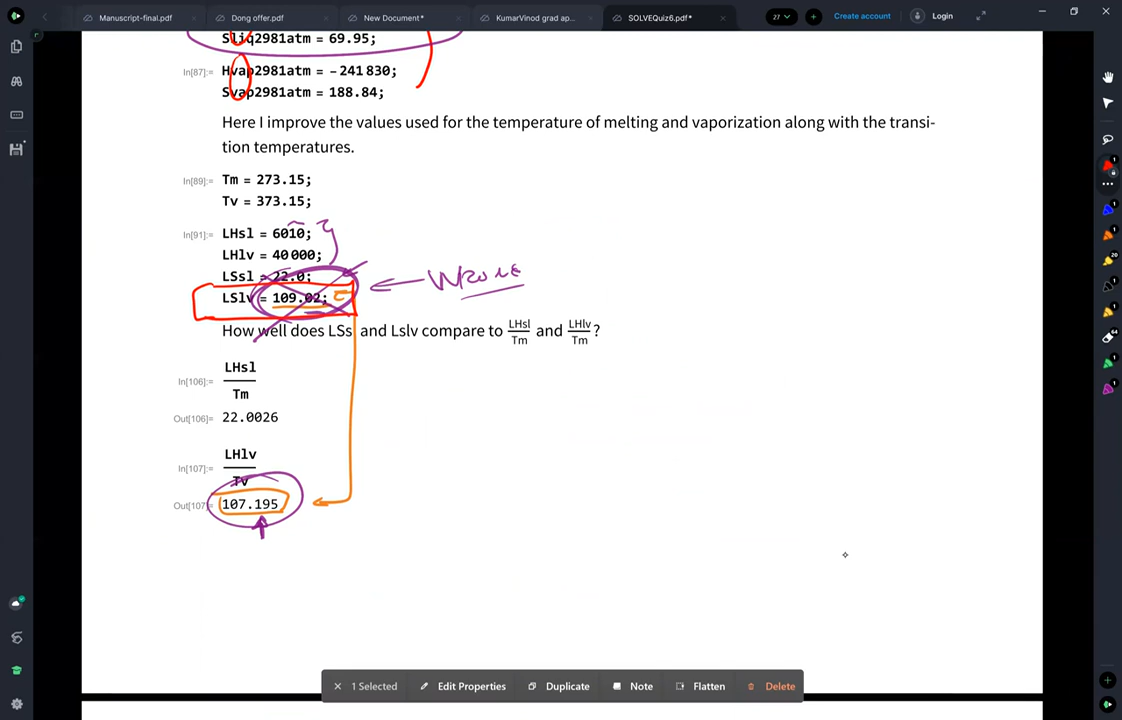 Manuscript-final.pdf
Dong offer.pdf
New Document*
KumarVinod grad ap...
SOLVEQuiz6.pdf*
27
Create account
Login
Sliq2981atm = 69.95;
In[87]:= Hvap2981atm = -241 830;
Svap2981atm = 188.84;
Here I improve the values used for the temperature of melting and vaporization along with the transi-
tion temperatures.
In[89]:= Tm = 273.15;
Tv = 373.15;
In[91]:= LHsl = 6010;
LHlv = 40 000;
LSsl = 22.0;
LSlv = 109.02;
WRONG
How well does LSsl and Lslv compare to LHsl/Tm and LHlv/Tm?
LHsl
In[106]:=
Tm
Out[106]= 22.0026
LHlv
In[107]:=
Tv
Out[107]= 107.195
1 Selected
Edit Properties
Duplicate
Note
Flatten
Delete